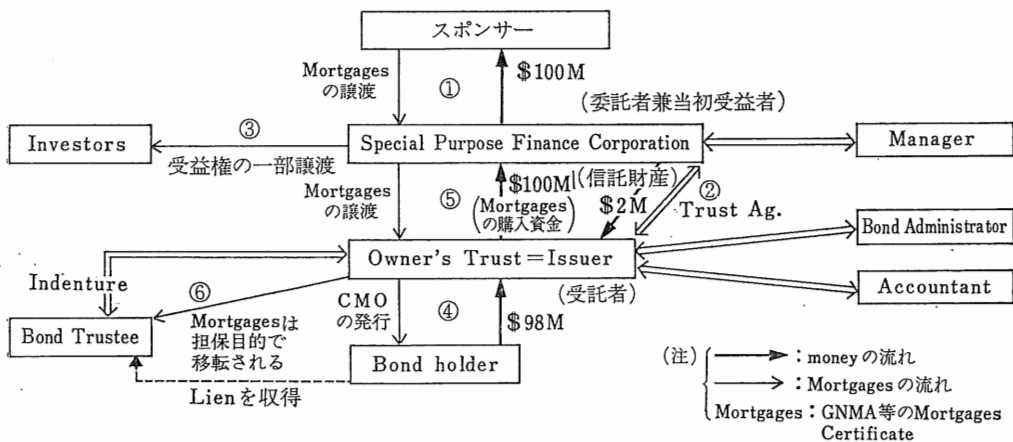 スポンサー
Mortgages
の譲渡
①
$100M
(委託者兼当初受益者)
Investors
③
受益権の一部譲渡
Special Purpose Finance Corporation
Manager
Mortgages
の譲渡
⑤
$100M
(Mortgages
の購入資金)
(信託財産)
$2M
②
Trust Ag.
Bond Administrator
Owner's Trust=Issuer
(受託者)
Accountant
Indenture
⑥
Mortgagesは
担保目的で
移転される
CMO
の発行
④
$98M
Bond Trustee
Bond holder
Lienを取得
(注)
:moneyの流れ
:Mortgagesの流れ
Mortgages:GNMA等のMortgages
Certificate